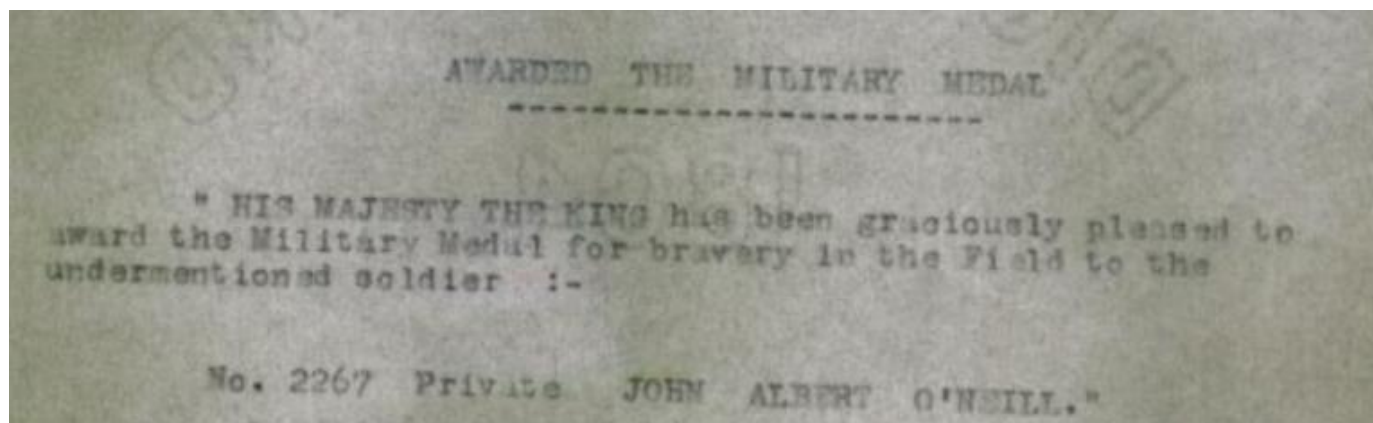 AWARDED THE MILITARY MEDAL
-----------------------
" HIS MAJESTY THE KING has been graciously pleased to
award the Military Medal for bravery in the Field to the
undermentioned soldier :-
No. 2267 Private JOHN ALBERT O'NEILL."